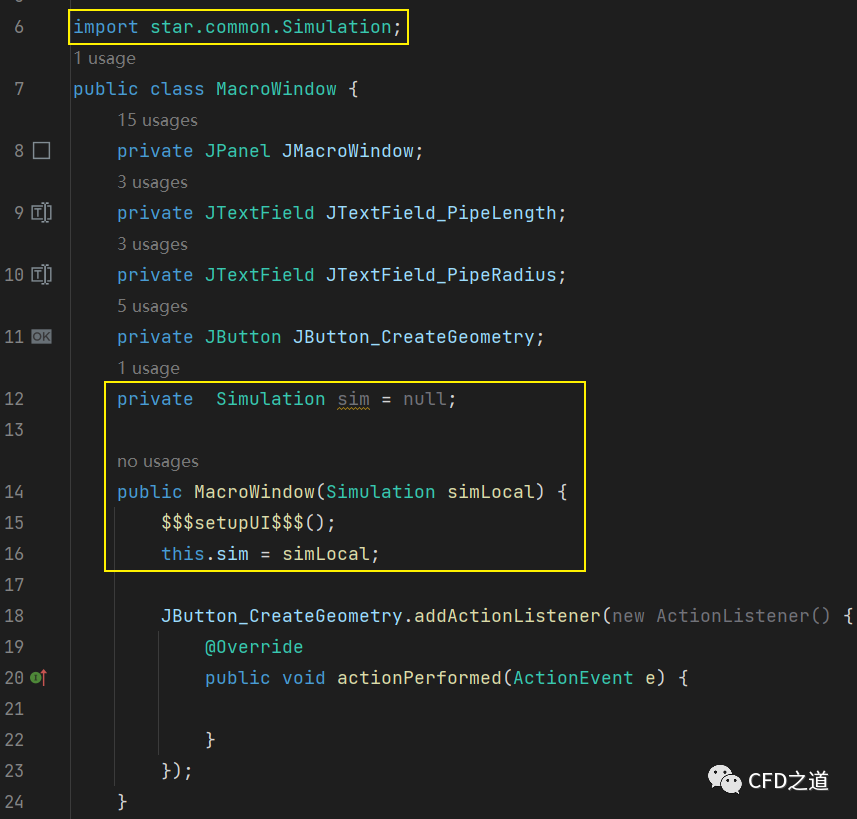 6 import star.common.Simulation;
1 usage
7 public class MacroWindow {
15 usages
8 private JPanel JMacroWindow;
3 usages
9 private JTextField JTextField_PipeLength;
3 usages
10 private JTextField JTextField_PipeRadius;
5 usages
11 OK private JButton JButton_CreateGeometry;
1 usage
12 private  Simulation sim = null;
13
no usages
14 public MacroWindow(Simulation simLocal) {
15 $$$setupUI$$$();
16 this.sim = simLocal;
17
18 JButton_CreateGeometry.addActionListener(new ActionListener() {
19 @Override
20 public void actionPerformed(ActionEvent e) {
21
22 }
23 });
24 }
CFD之道